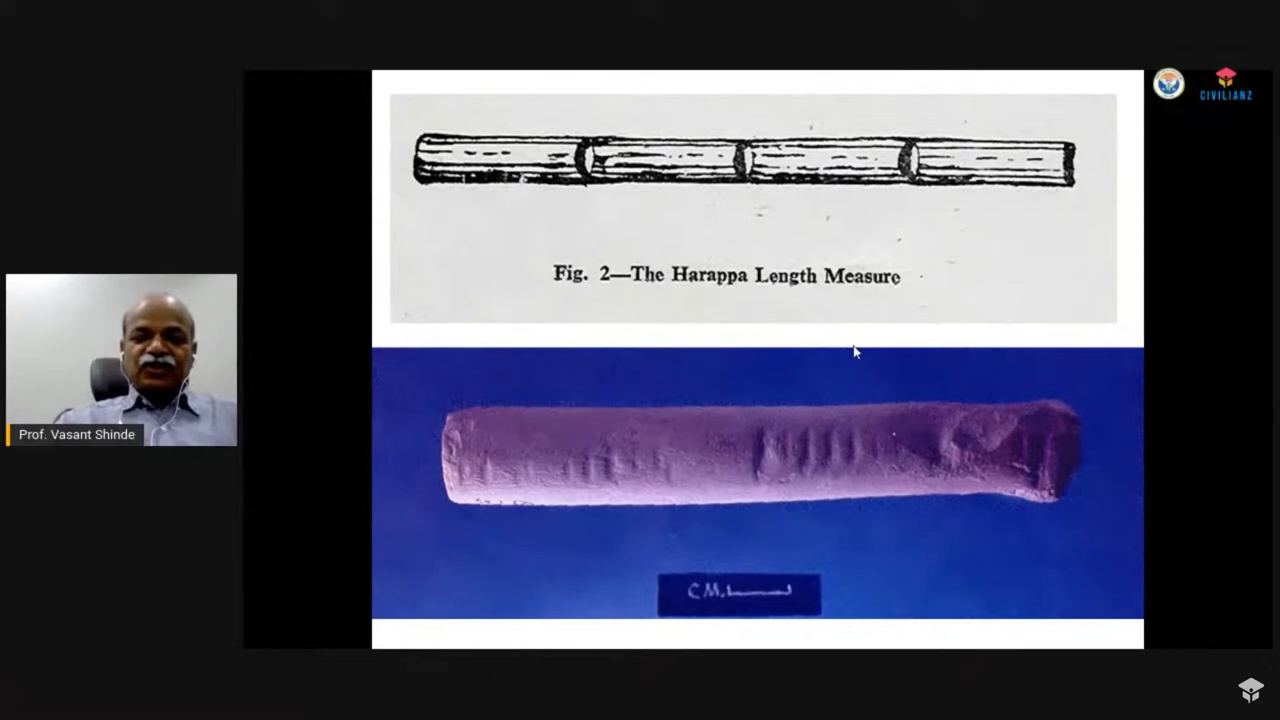 CIVILIANZ
Fig. 2—The Harappa Length Measure
Prof. Vasant Shinde
C M.